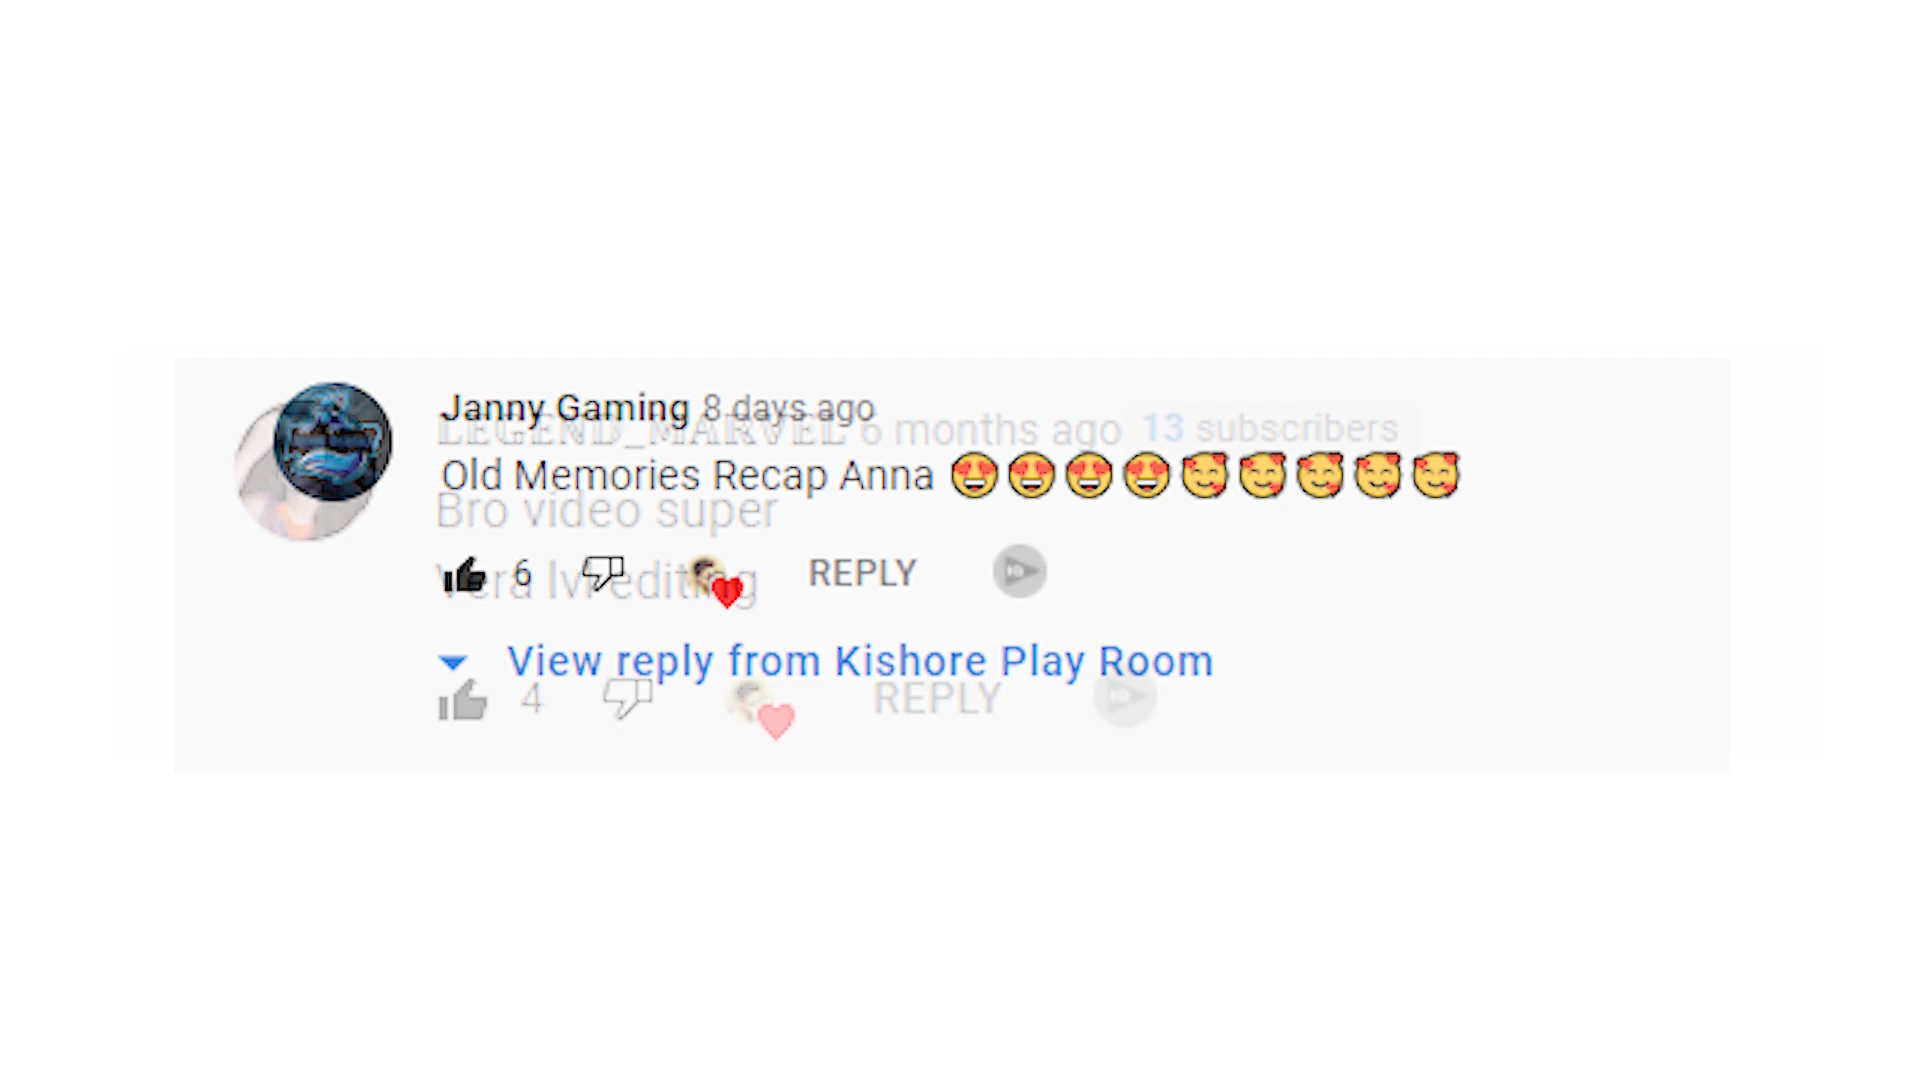 Janny Gaming 8 days ago
LEGEND_MARVEL 6 months ago 13 subscribers
Old Memories Recap Anna 😍😍😍😍🥰🥰🥰🥰🥰
Bro video super
6 REPLY
Vera lvl editing
View reply from Kishore Play Room
4 REPLY